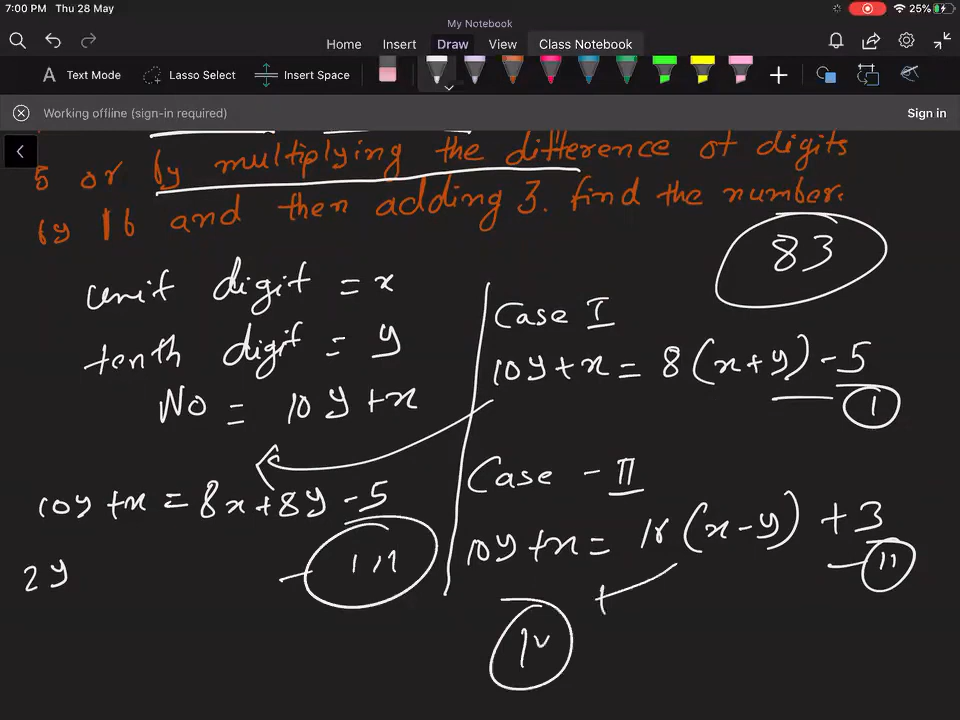 7:00 PM Thu 28 May
25%
My Notebook
Home Insert Draw View Class Notebook
Text Mode Lasso Select Insert Space
Working offline (sign-in required) Sign in
5 or by multiplying the difference of digits
by 16 and then adding 3. find the number.
83
unit digit = x
tenth digit = y
No = 10y+x
Case I
10y+x = 8(x+y) - 5
1
10y+x = 8x+8y-5
111
2y
Case - II
10y+x = 16(x-y) + 3
11